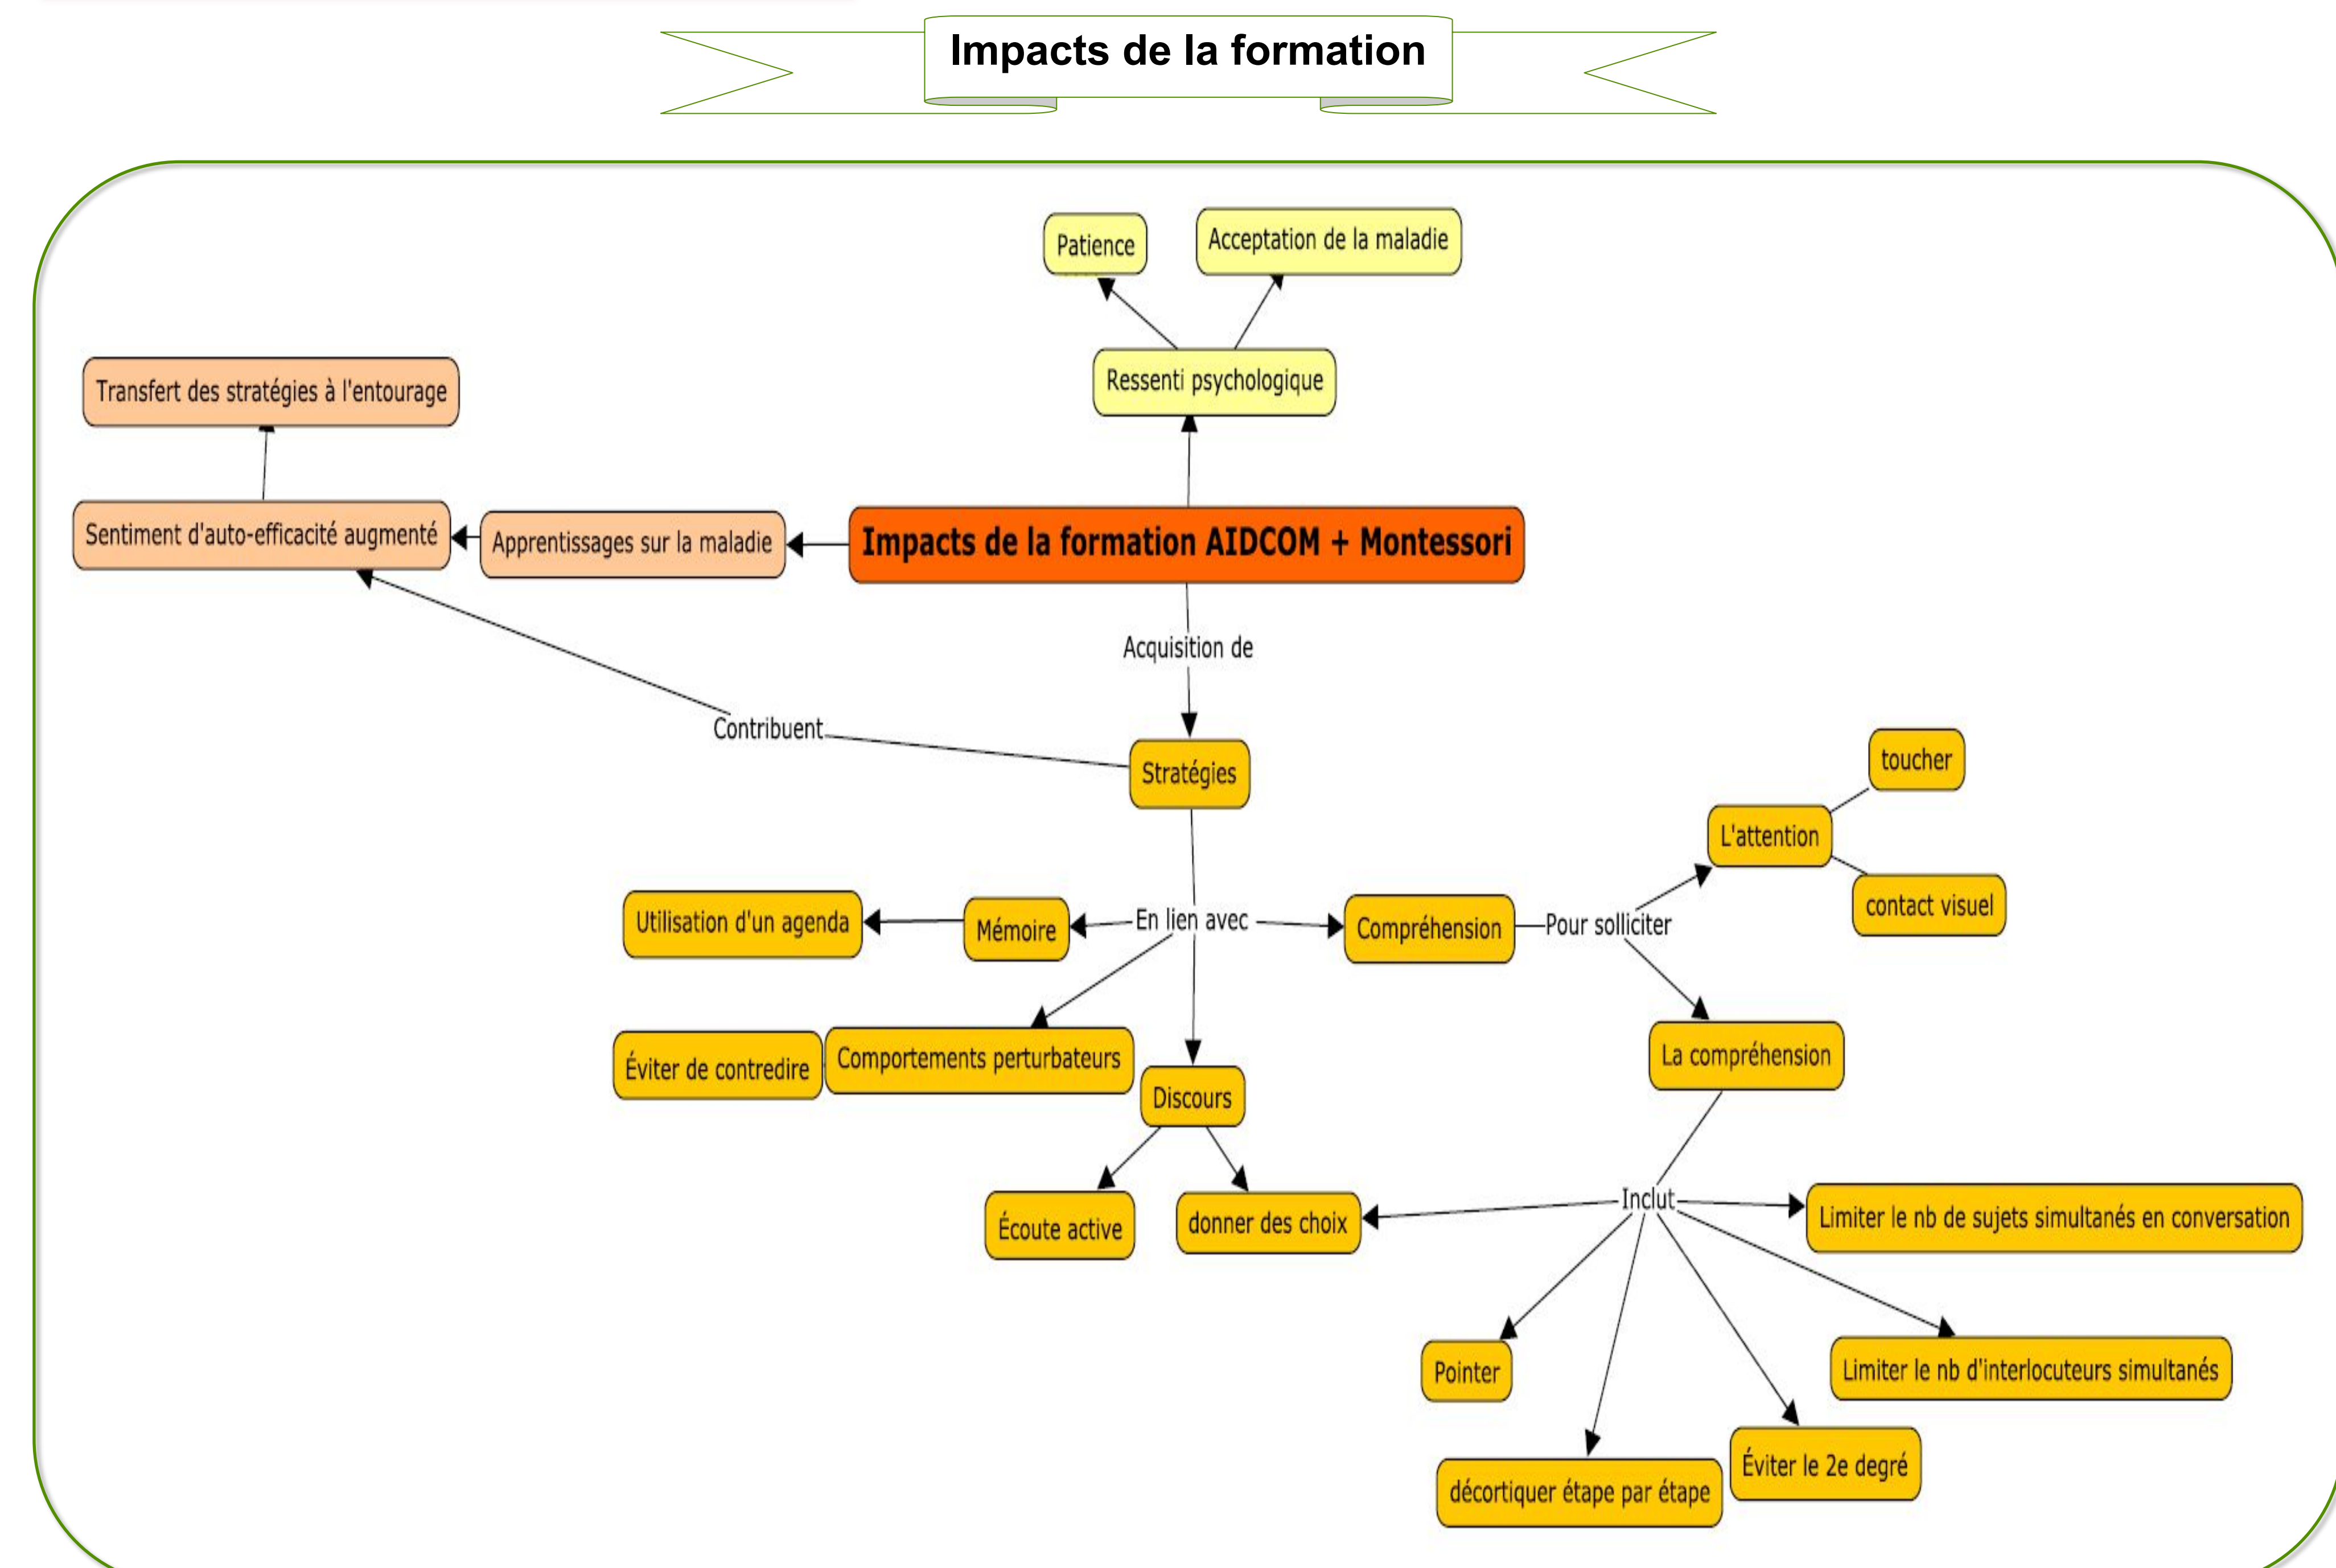 Impacts de la formation
Patience
Acceptation de la maladie
Ressenti psychologique
Transfert des stratégies à l'entourage
Sentiment d'auto-efficacité augmenté
Apprentissages sur la maladie
Impacts de la formation AIDCOM + Montessori
Acquisition de
Contribuent
Stratégies
toucher
L'attention
contact visuel
Utilisation d'un agenda
Mémoire
En lien avec
Compréhension
Pour solliciter
Éviter de contredire
Comportements perturbateurs
Discours
La compréhension
Écoute active
donner des choix
Inclut
Limiter le nb de sujets simultanés en conversation
Pointer
Limiter le nb d'interlocuteurs simultanés
décortiquer étape par étape
Éviter le 2e degré